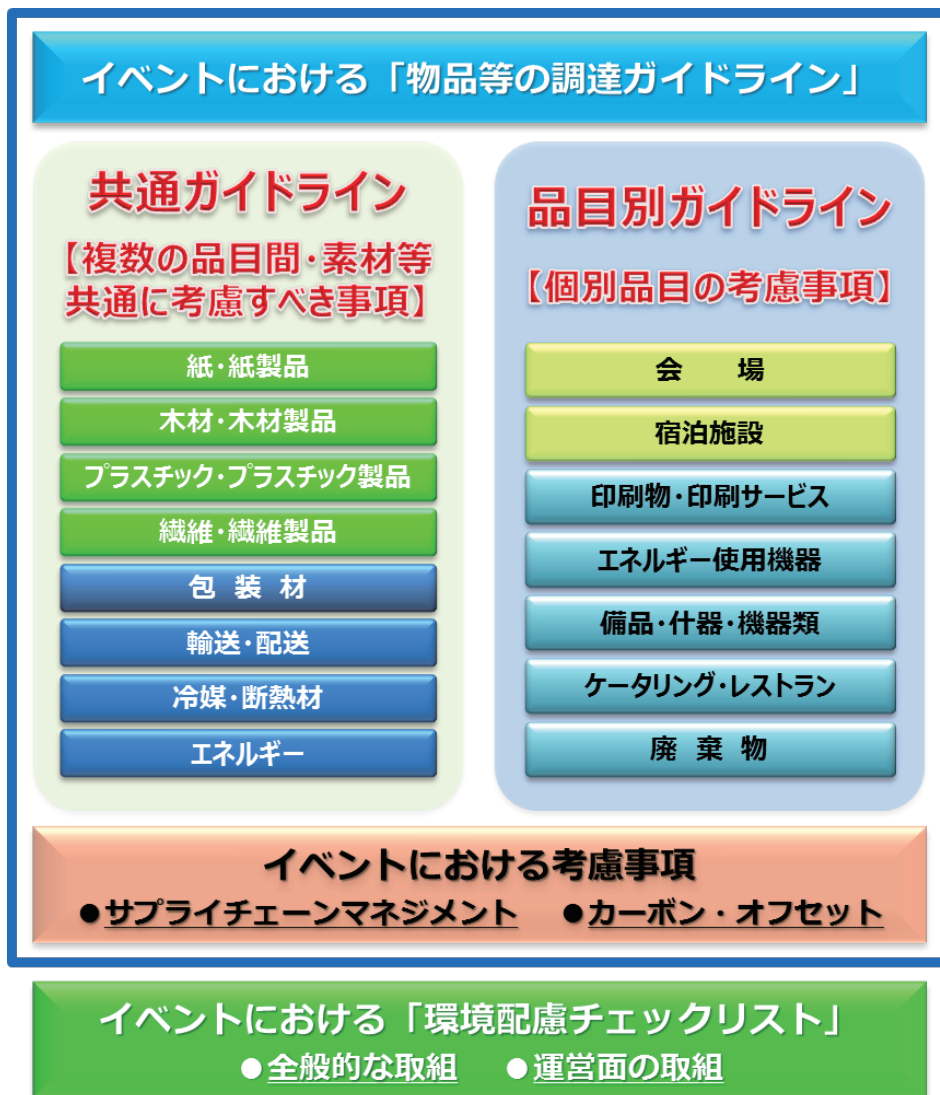 イベントにおける「物品等の調達ガイドライン」
共通ガイドライン
【複数の品目間・素材等
共通に考慮すべき事項】
紙・紙製品
木材・木材製品
プラスチック・プラスチック製品
繊維・繊維製品
包 装 材
輸送・配送
冷媒・断熱材
エネルギー
品目別ガイドライン
【個別品目の考慮事項】
会 場
宿泊施設
印刷物・印刷サービス
エネルギー使用機器
備品・什器・機器類
ケータリング・レストラン
廃 棄 物
イベントにおける考慮事項
●サプライチェーンマネジメント ●カーボン・オフセット
イベントにおける「環境配慮チェックリスト」
●全般的な取組 ●運営面の取組